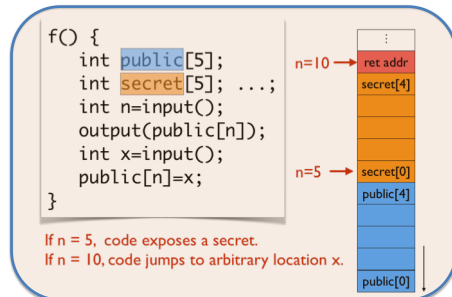 f() {
int public[5];
int secret[5]; ...;
int n=input();
output(public[n]);
int x=input();
public[n]=x;
}
If n = 5, code exposes a secret.
If n = 10, code jumps to arbitrary location x.
⋮
n=10 → ret addr
secret[4]
n=5 → secret[0]
public[4]
public[0]